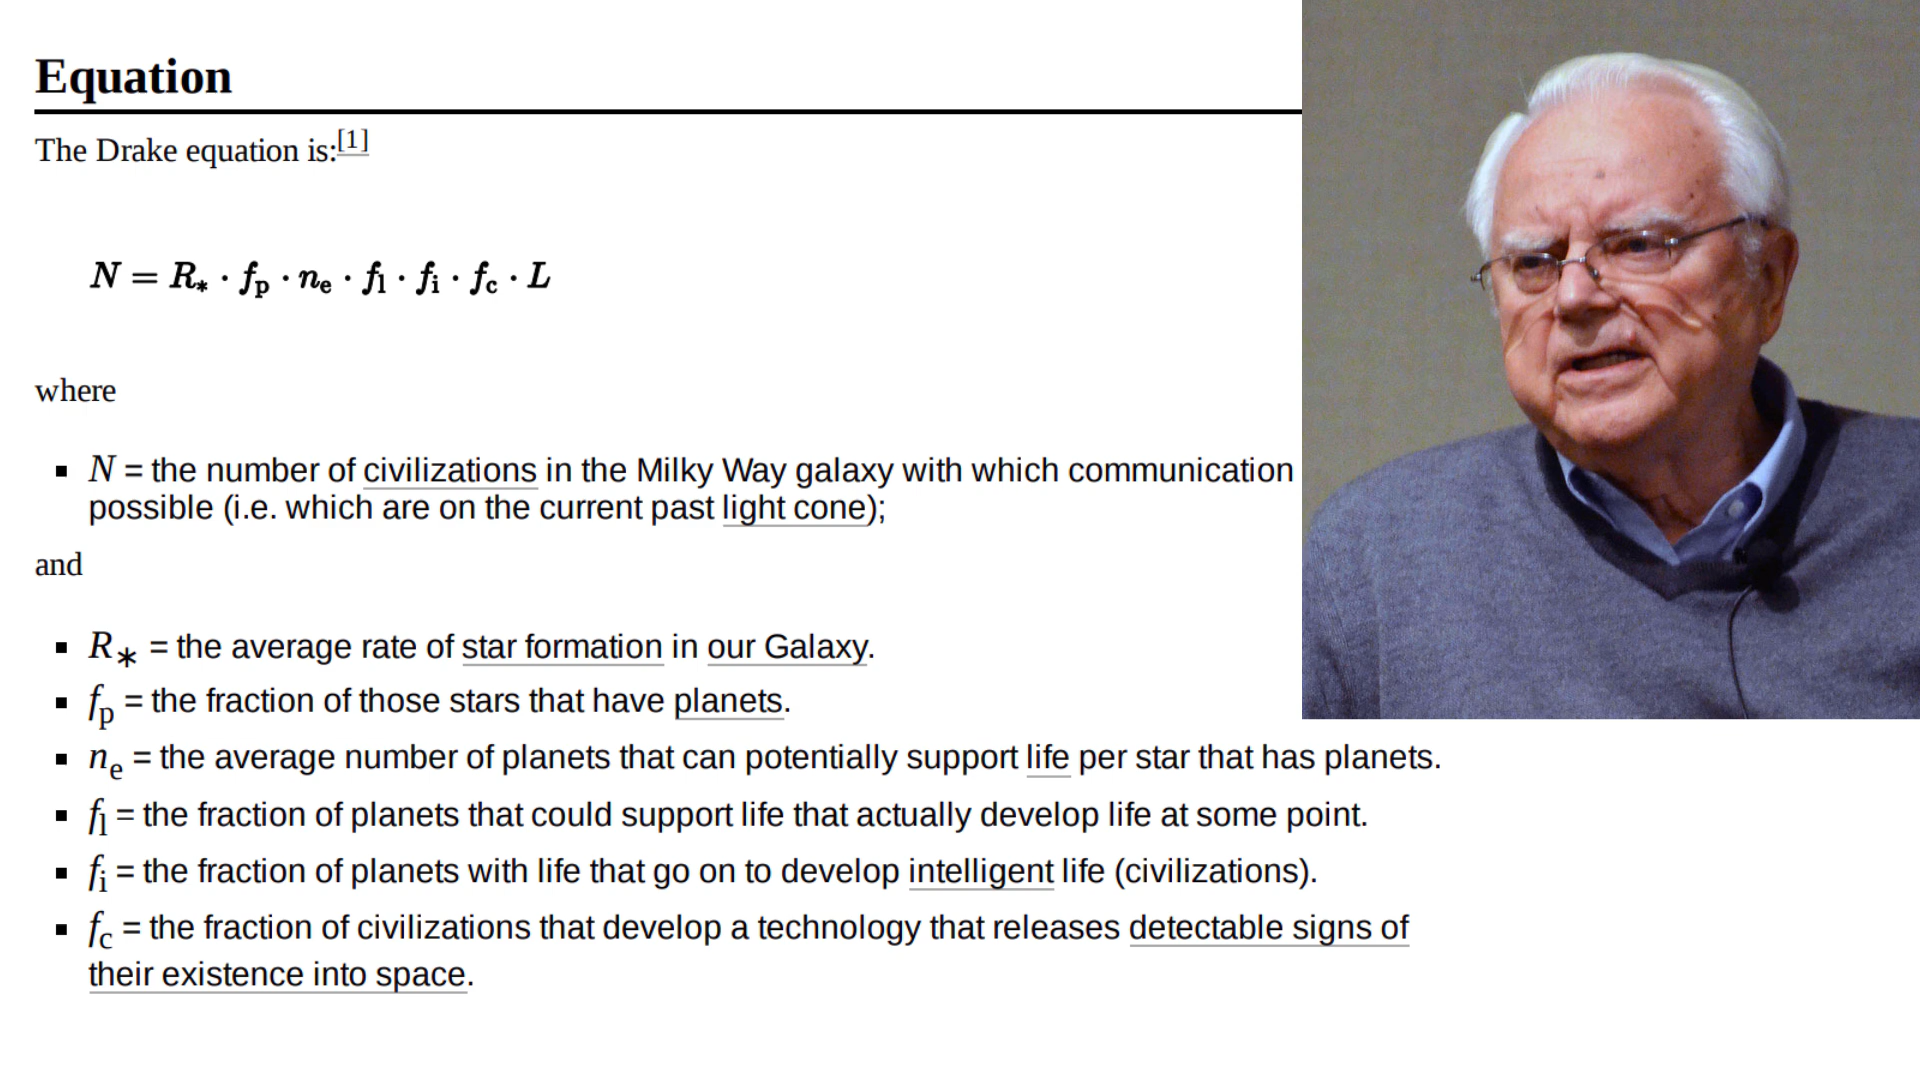 Equation
The Drake equation is:[1]
N = R* · fp · ne · fl · fi · fc · L
where
▪ N = the number of civilizations in the Milky Way galaxy with which communication
possible (i.e. which are on the current past light cone);
and
▪ R* = the average rate of star formation in our Galaxy.
▪ fp = the fraction of those stars that have planets.
▪ ne = the average number of planets that can potentially support life per star that has planets.
▪ fl = the fraction of planets that could support life that actually develop life at some point.
▪ fi = the fraction of planets with life that go on to develop intelligent life (civilizations).
▪ fc = the fraction of civilizations that develop a technology that releases detectable signs of
their existence into space.